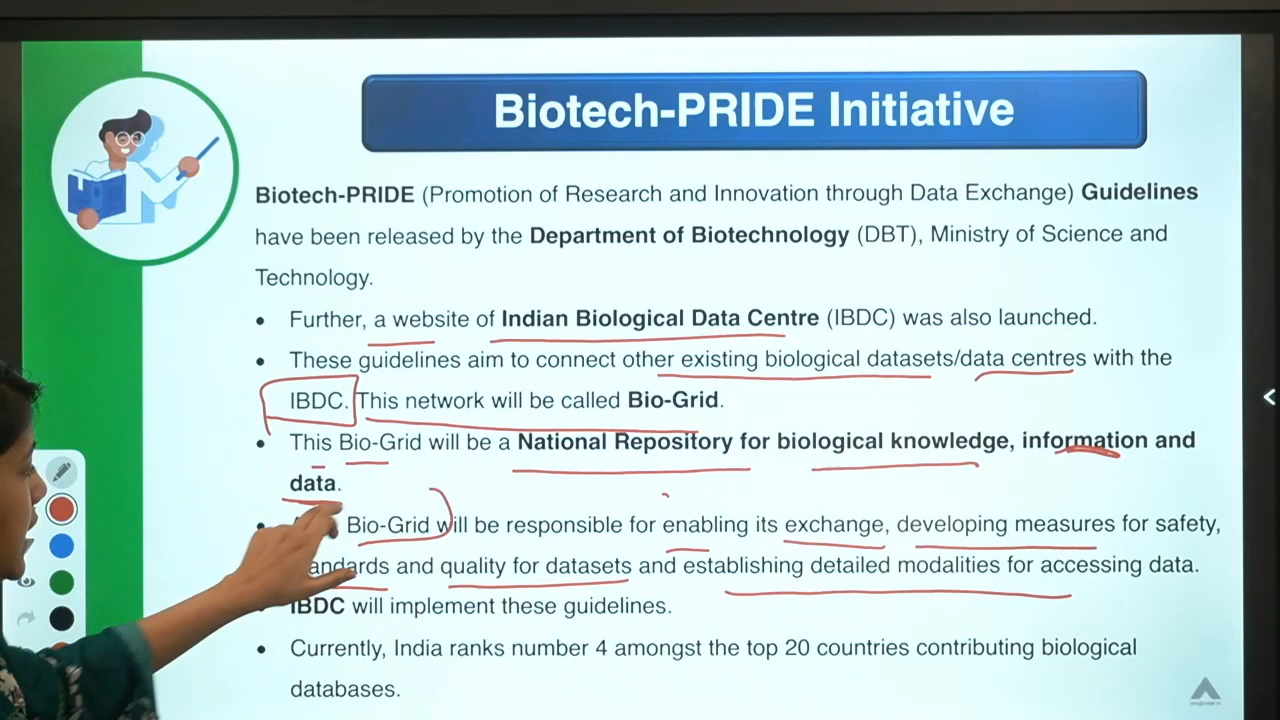 Biotech-PRIDE Initiative
Biotech-PRIDE (Promotion of Research and Innovation through Data Exchange) Guidelines
have been released by the Department of Biotechnology (DBT), Ministry of Science and
Technology.
• Further, a website of Indian Biological Data Centre (IBDC) was also launched.
• These guidelines aim to connect other existing biological datasets/data centres with the
IBDC. This network will be called Bio-Grid.
• This Bio-Grid will be a National Repository for biological knowledge, information and
data.
• Bio-Grid will be responsible for enabling its exchange, developing measures for safety,
standards and quality for datasets and establishing detailed modalities for accessing data.
• IBDC will implement these guidelines.
• Currently, India ranks number 4 amongst the top 20 countries contributing biological
databases.